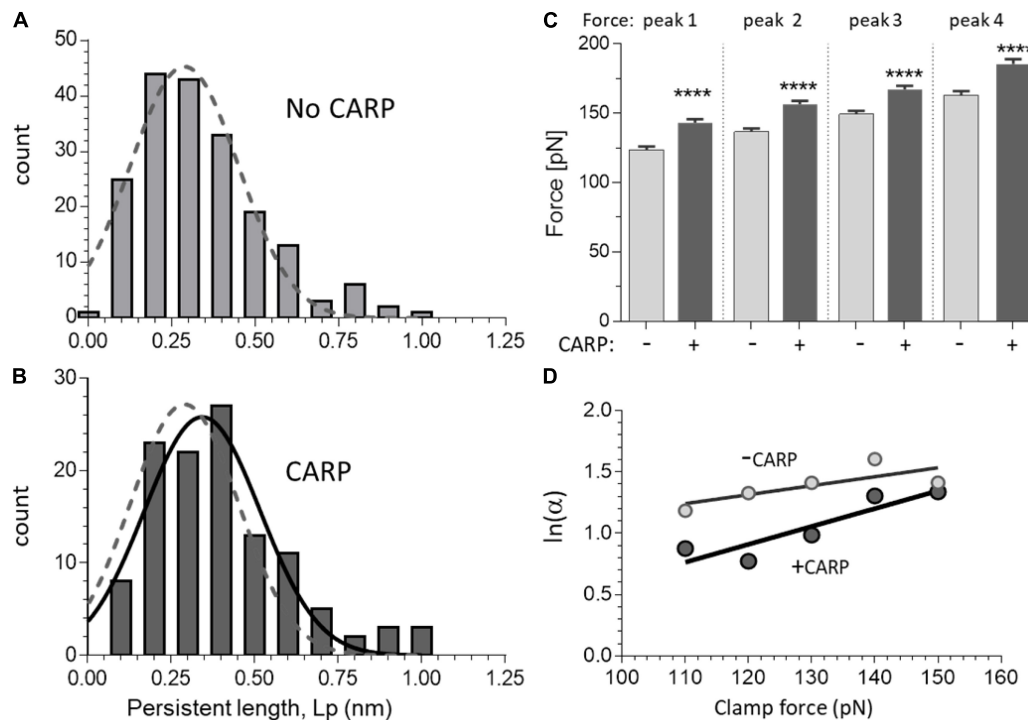 A
50
40
30
20
10
0
count
No CARP
0.00 0.25 0.50 0.75 1.00 1.25
B
30
20
10
0
count
CARP
0.00 0.25 0.50 0.75 1.00 1.25
Persistent length, Lp (nm)
C
Force: peak 1 peak 2 peak 3 peak 4
200
150
100
50
0
Force [pN]
**** **** **** ****
CARP: - + - + - + - +
D
2.0
1.5
1.0
0.5
0.0
ln(α)
-CARP
+CARP
100 110 120 130 140 150 160
Clamp force (pN)